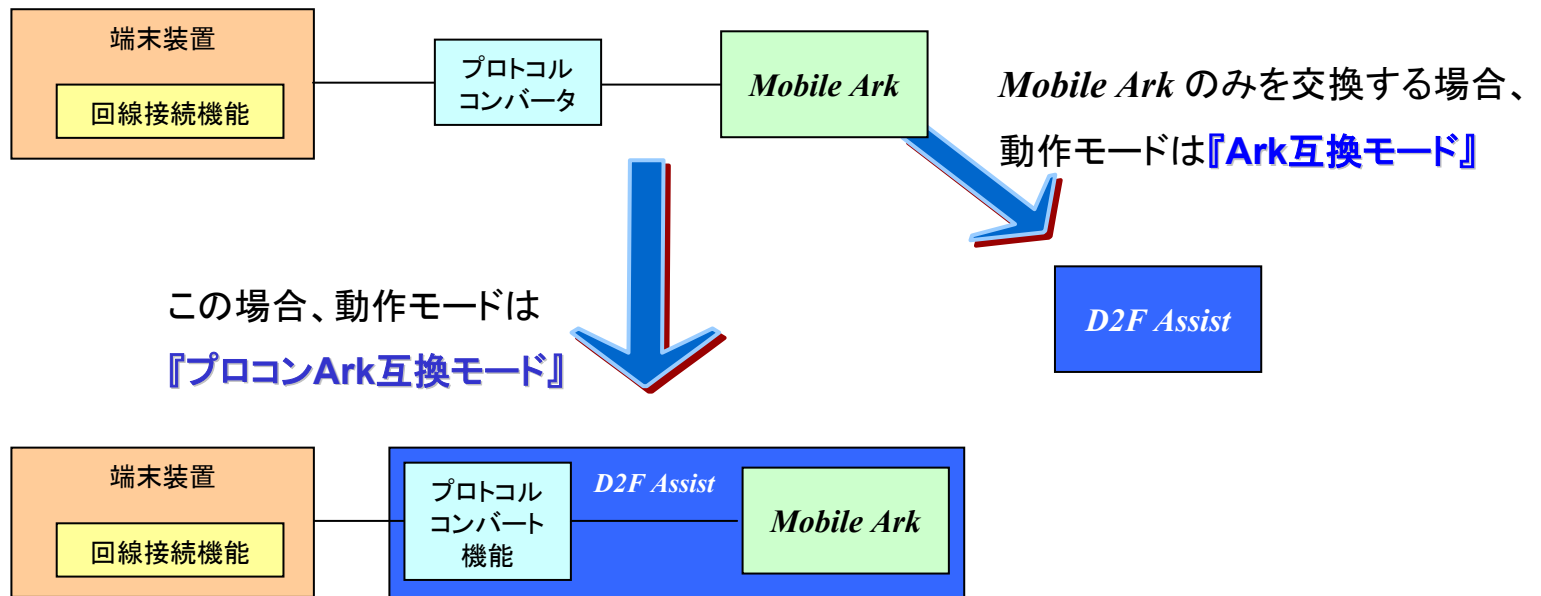 端末装置
回線接続機能
プロトコル
コンバータ
Mobile Ark
Mobile Ark のみを交換する場合、
動作モードは『Ark互換モード』
この場合、動作モードは
『プロコンArk互換モード』
D2F Assist
端末装置
回線接続機能
プロトコル
コンバート
機能
D2F Assist
Mobile Ark